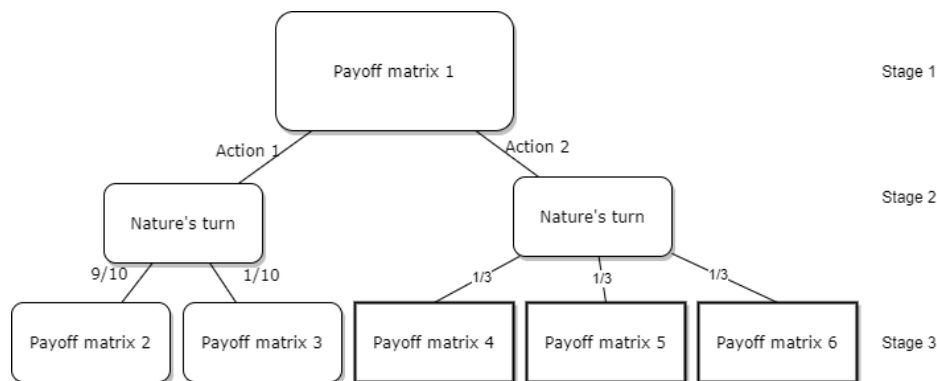 Payoff matrix 1
Stage 1
Action 1
Action 2
Stage 2
Nature's turn
Nature's turn
9/10
1/10
1/3
1/3
1/3
Payoff matrix 2
Payoff matrix 3
Payoff matrix 4
Payoff matrix 5
Payoff matrix 6
Stage 3